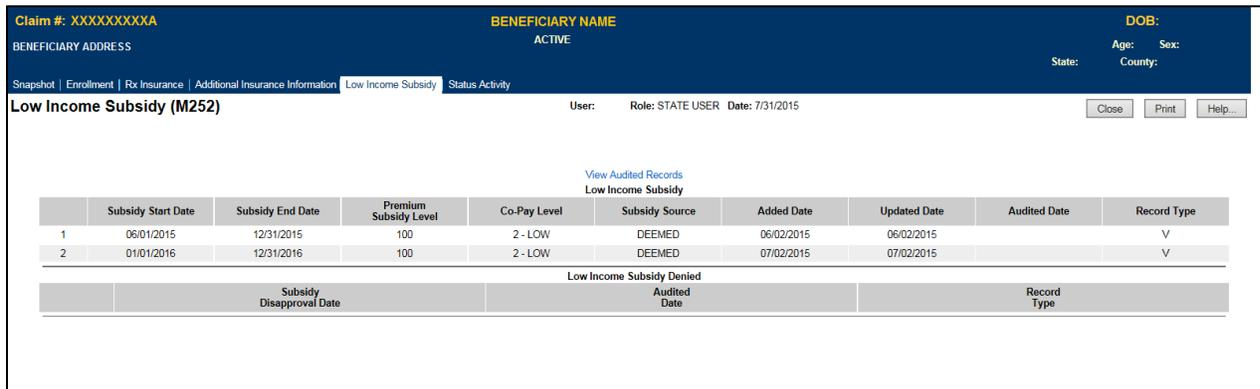 Claim #: XXXXXXXXXA BENEFICIARY NAME DOB:
BENEFICIARY ADDRESS ACTIVE Age: Sex:
State: County:
Snapshot | Enrollment | Rx Insurance | Additional Insurance Information Low Income Subsidy Status Activity
Low Income Subsidy (M252) User: Role: STATE USER Date: 7/31/2015 Close Print Help...
View Audited Records
Low Income Subsidy
Subsidy Start Date Subsidy End Date Premium Subsidy Level Co-Pay Level Subsidy Source Added Date Updated Date Audited Date Record Type
1 06/01/2015 12/31/2015 100 2 - LOW DEEMED 06/02/2015 06/02/2015 V
2 01/01/2016 12/31/2016 100 2 - LOW DEEMED 07/02/2015 07/02/2015 V
Low Income Subsidy Denied
Subsidy Audited Record
Disapproval Date Date Type